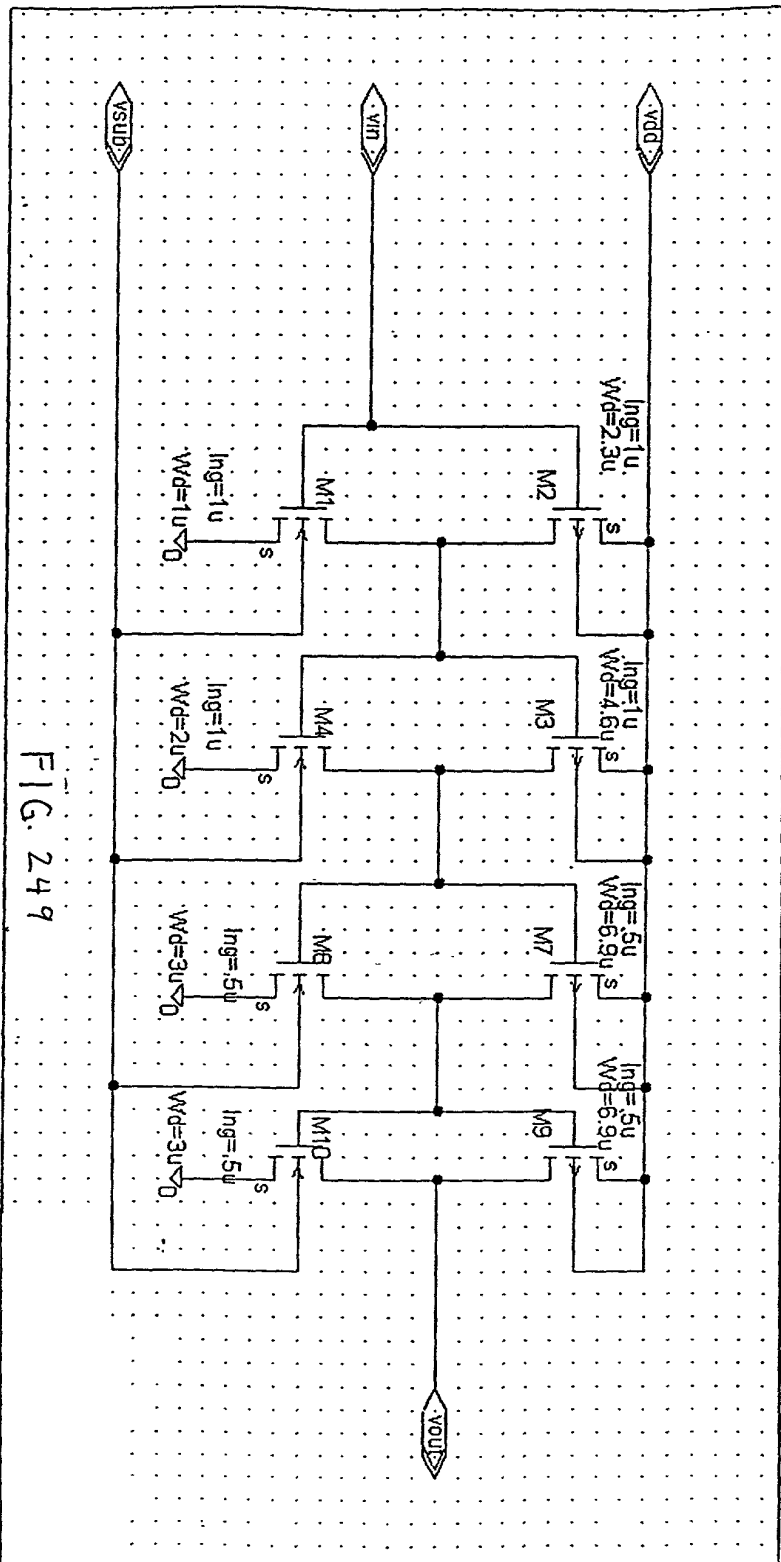 vdd
lng=1u
Wd=2.3u
lng=1u
Wd=4.6u
lng=.5u
Wd=6.9u
lng=.5u
Wd=6.9u
s
s
s
s
M2
M3
M7
M9
vin
vout
M1
M4
M8
M10
s
s
s
s
lng=1u
Wd=1u
0
lng=1u
Wd=2u
0
lng=.5u
Wd=3u
0
lng=.5u
Wd=3u
0
vsub
FIG. 249